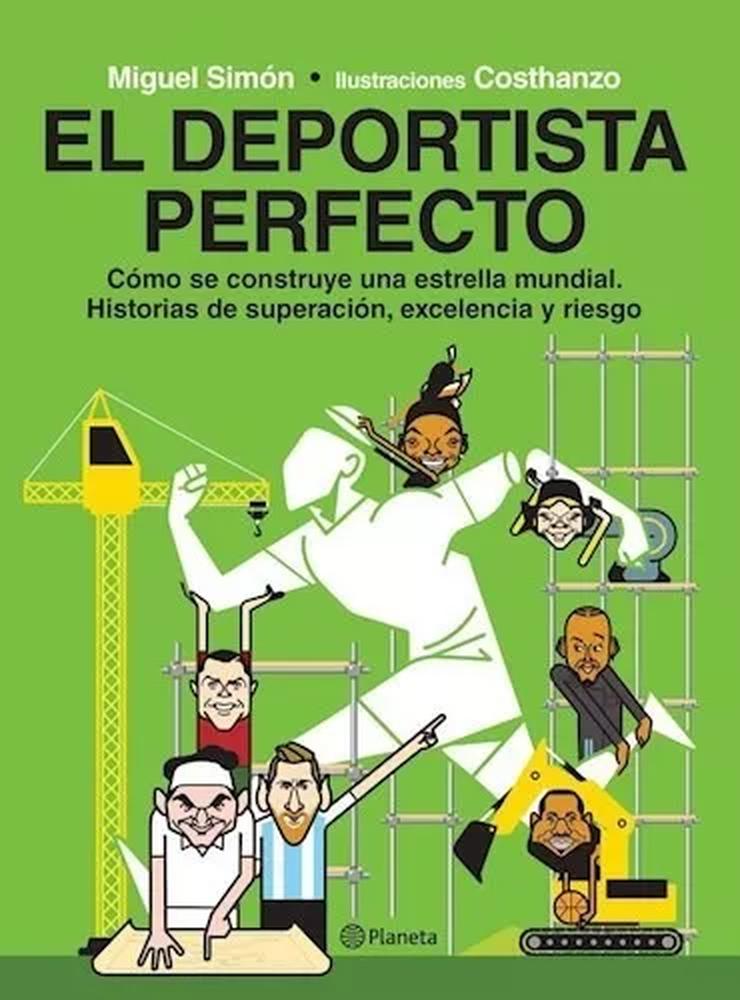 Miguel Simón • Ilustraciones Costhanzo
EL DEPORTISTA
PERFECTO
Cómo se construye una estrella mundial.
Historias de superación, excelencia y riesgo
Planeta